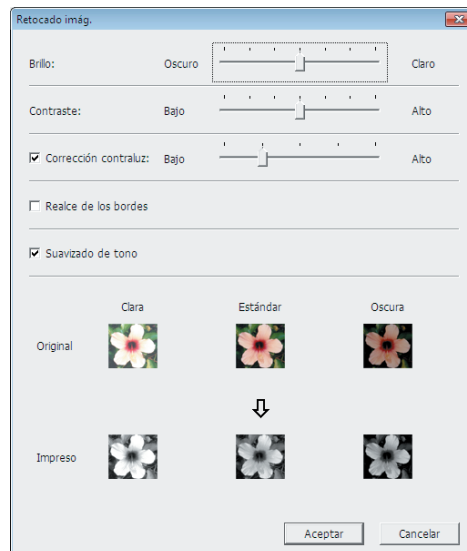 Retocado imág.
Brillo: Oscuro Claro
Contraste: Bajo Alto
Corrección contraluz: Bajo Alto
Realce de los bordes
Suavizado de tono
Clara Estándar Oscura
Original
Impreso
Aceptar Cancelar